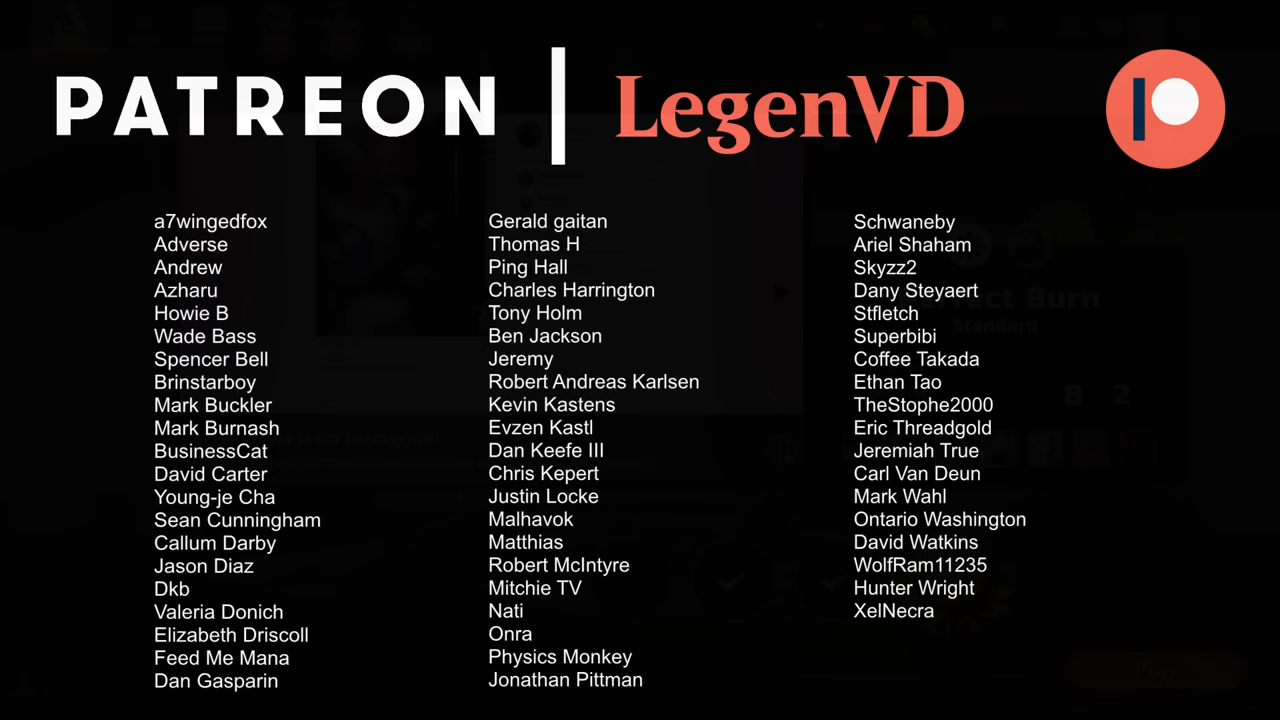 PATREON | LegenVD
a7wingedfox
Adverse
Andrew
Azharu
Howie B
Wade Bass
Spencer Bell
Brinstarboy
Mark Buckler
Mark Burnash
BusinessCat
David Carter
Young-je Cha
Sean Cunningham
Callum Darby
Jason Diaz
Dkb
Valeria Donich
Elizabeth Driscoll
Feed Me Mana
Dan Gasparin
Gerald gaitan
Thomas H
Ping Hall
Charles Harrington
Tony Holm
Ben Jackson
Jeremy
Robert Andreas Karlsen
Kevin Kastens
Evzen Kastl
Dan Keefe III
Chris Kepert
Justin Locke
Malhavok
Matthias
Robert McIntyre
Mitchie TV
Nati
Onra
Physics Monkey
Jonathan Pittman
Schwaneby
Ariel Shaham
Skyzz2
Dany Steyaert
Stfletch
Superbibi
Coffee Takada
Ethan Tao
TheStophe2000
Eric Threadgold
Jeremiah True
Carl Van Deun
Mark Wahl
Ontario Washington
David Watkins
WolfRam11235
Hunter Wright
XelNecra
Burn
Standard
8 2
Play